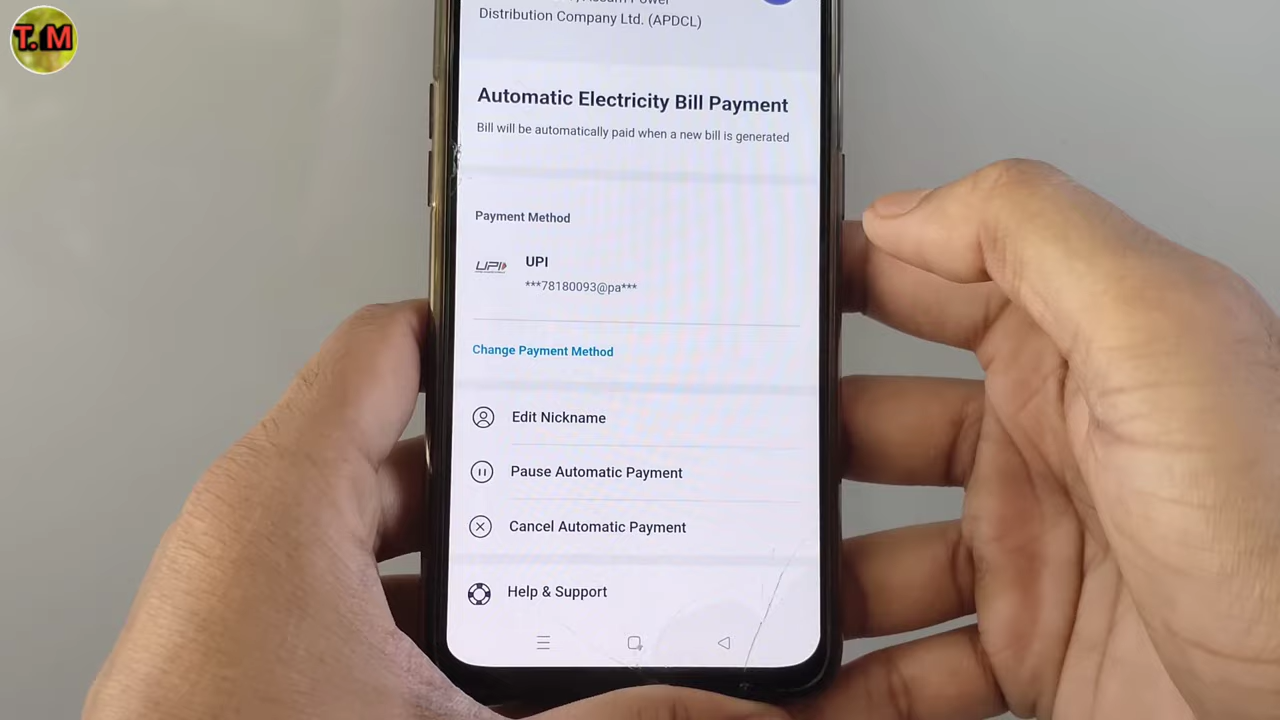 T. M
Distribution Company Ltd. (APDCL)
Automatic Electricity Bill Payment
Bill will be automatically paid when a new bill is generated
Payment Method
UPI
UPI
***78180093@pa***
Change Payment Method
Edit Nickname
Pause Automatic Payment
Cancel Automatic Payment
Help & Support